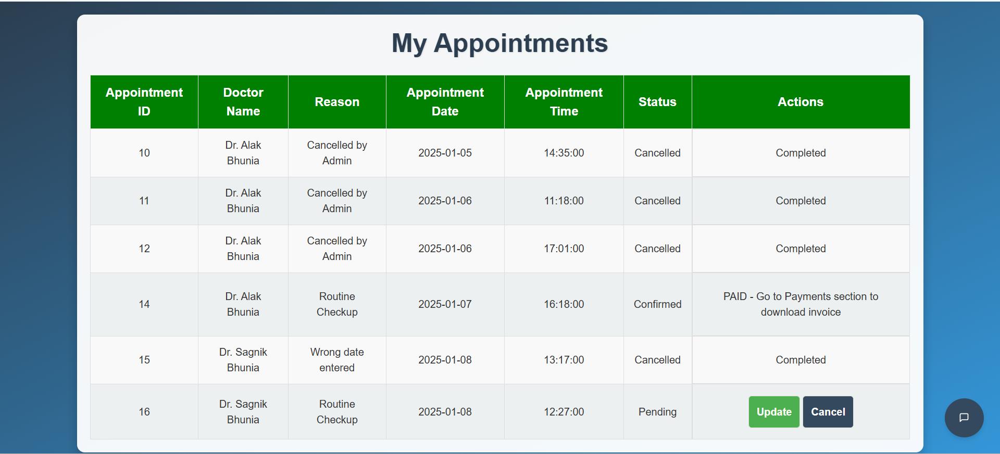 My Appointments
Appointment ID Doctor Name Reason Appointment Date Appointment Time Status Actions
10 Dr. Alak Bhunia Cancelled by Admin 2025-01-05 14:35:00 Cancelled Completed
11 Dr. Alak Bhunia Cancelled by Admin 2025-01-06 11:18:00 Cancelled Completed
12 Dr. Alak Bhunia Cancelled by Admin 2025-01-06 17:01:00 Cancelled Completed
14 Dr. Alak Bhunia Routine Checkup 2025-01-07 16:18:00 Confirmed PAID - Go to Payments section to download invoice
15 Dr. Sagnik Bhunia Wrong date entered 2025-01-08 13:17:00 Cancelled Completed
16 Dr. Sagnik Bhunia Routine Checkup 2025-01-08 12:27:00 Pending Update Cancel